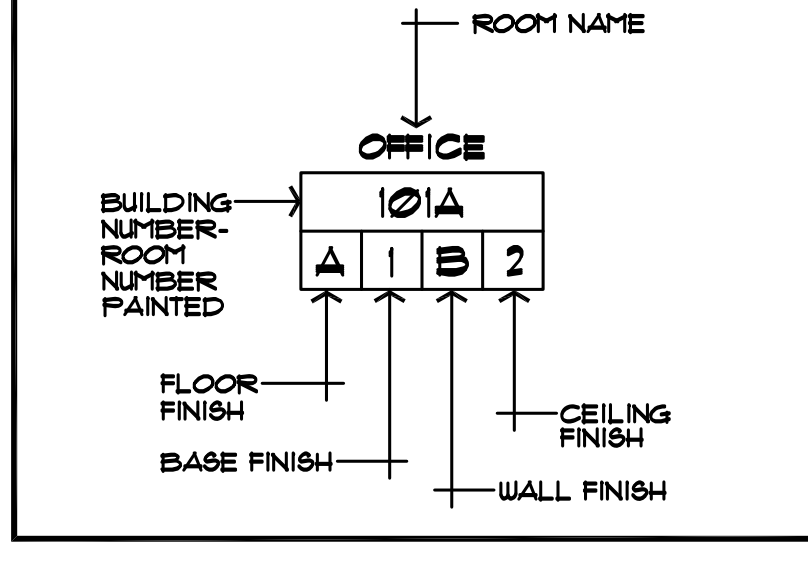 ROOM NAME
OFFICE
101A
BUILDING
NUMBER-
ROOM
NUMBER
PAINTED
A 1 B 2
FLOOR
FINISH
CEILING
FINISH
BASE FINISH
WALL FINISH